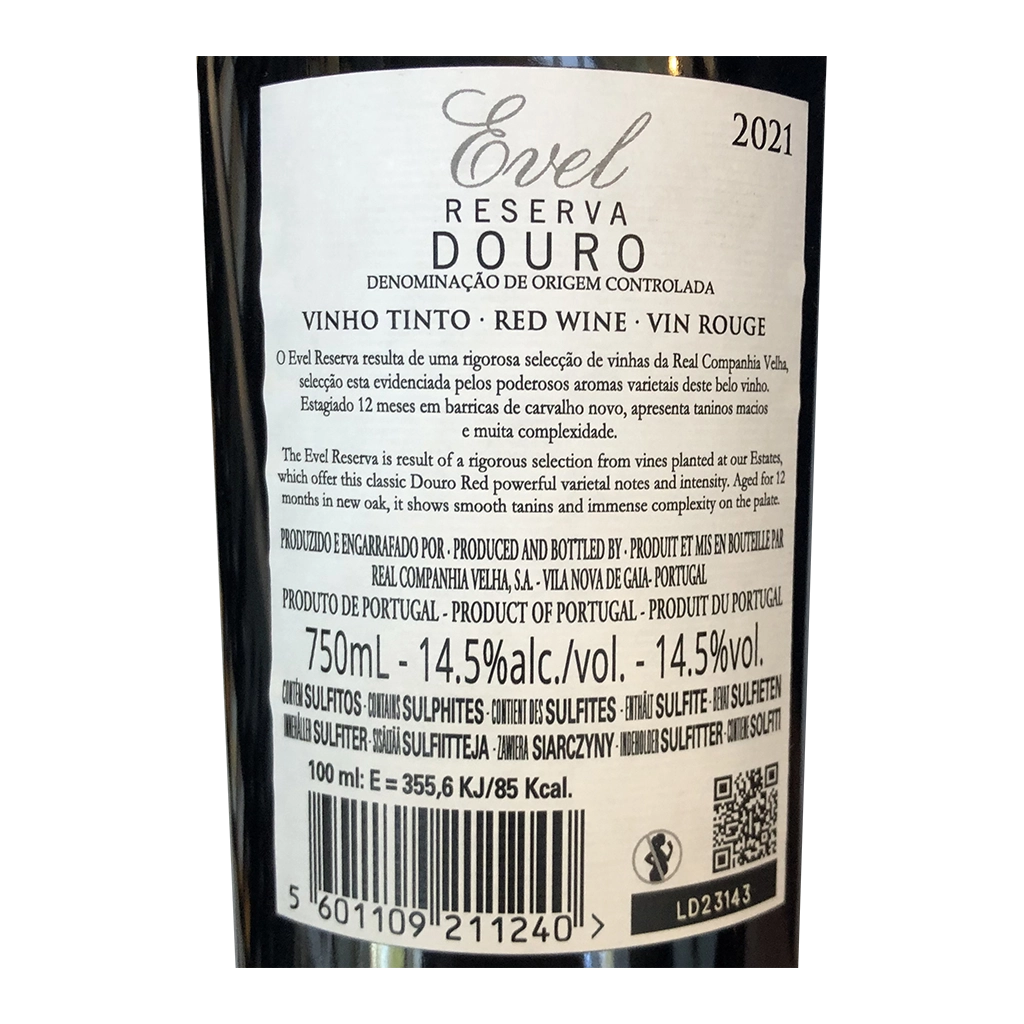 Evel
2021
RESERVA
DOURO
DENOMINAÇÃO DE ORIGEM CONTROLADA
VINHO TINTO · RED WINE · VIN ROUGE
O Evel Reserva resulta de uma rigorosa selecção de vinhas da Real Companhia Velha,
selecção esta evidenciada pelos poderosos aromas varietais deste belo vinho.
Estagiado 12 meses em barricas de carvalho novo, apresenta taninos macios
e muita complexidade.
The Evel Reserva is result of a rigorous selection from vines planted at our Estates,
which offer this classic Douro Red powerful varietal notes and intensity. Aged for 12
months in new oak, it shows smooth tanins and immense complexity on the palate.
PRODUZIDO E ENGARRAFADO POR · PRODUCED AND BOTTLED BY · PRODUIT ET MIS EN BOUTEILLE PAR
REAL COMPANHIA VELHA, S.A. - VILA NOVA DE GAIA- PORTUGAL
PRODUTO DE PORTUGAL - PRODUCT OF PORTUGAL - PRODUIT DU PORTUGAL
750mL - 14.5%alc./vol. - 14.5%vol.
CONTÉM SULFITOS · CONTAINS SULPHITES · CONTIENT DES SULFITES · ENTHÄLT SULFITE · BEVAT SULFIETEN
INNEHÅLLER SULFITER · SISÄLTÄÄ SULFIITTEJA · ZAWIERA SIARCZYNY · INDEHOLDER SULFITTER · CONTIENE SOLFITI
100 ml: E = 355,6 KJ/85 Kcal.
LD23143
5 601109 211240 >